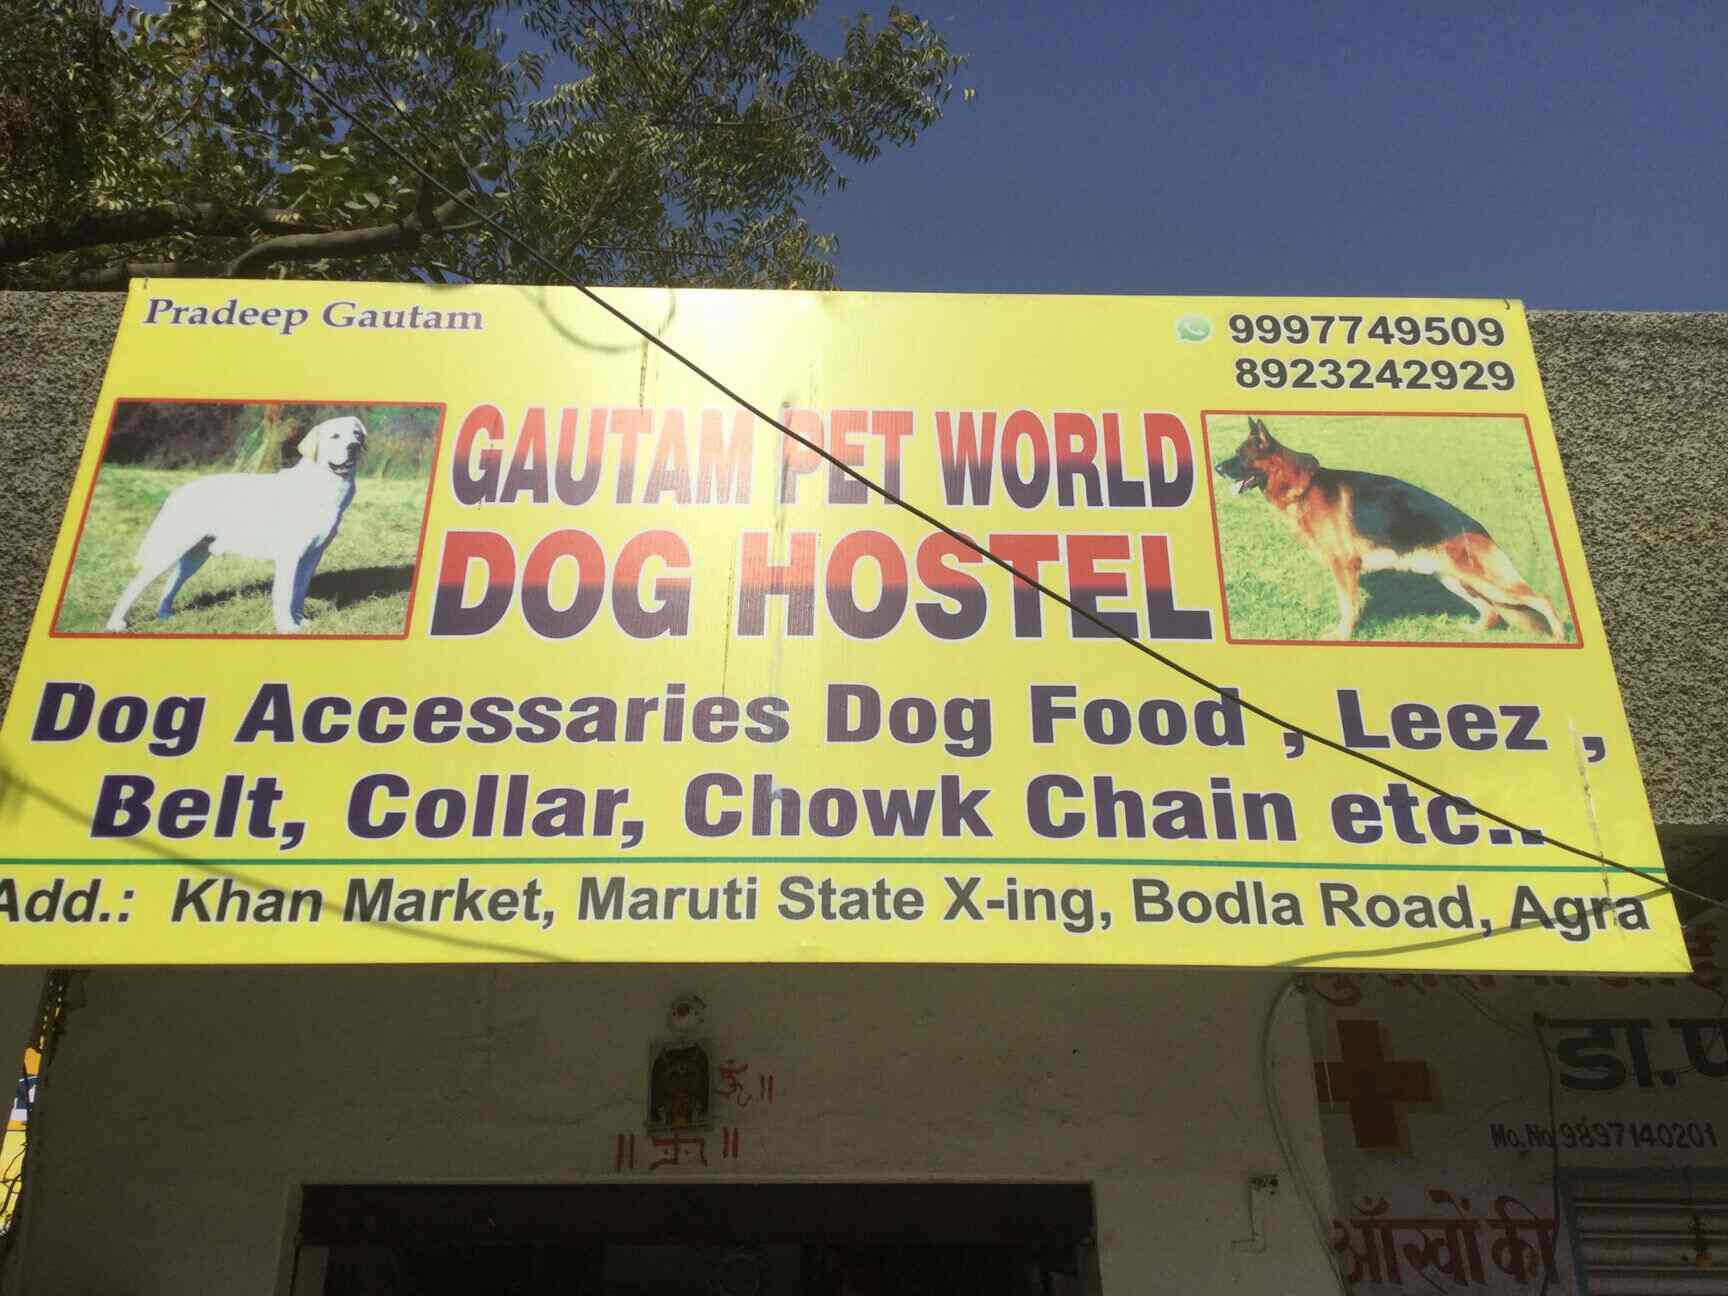 Pradeep Gautam
9997749509
8923242929
GAUTAM PET WORLD
DOG HOSTEL
Dog Accessaries Dog Food , Leez ,
Belt, Collar, Chowk Chain etc..
Add.: Khan Market, Maruti State X-ing, Bodla Road, Agra
ॐ ॥
॥ 卐 ॥
डा.
Mo.No 9897140201
आँखों की